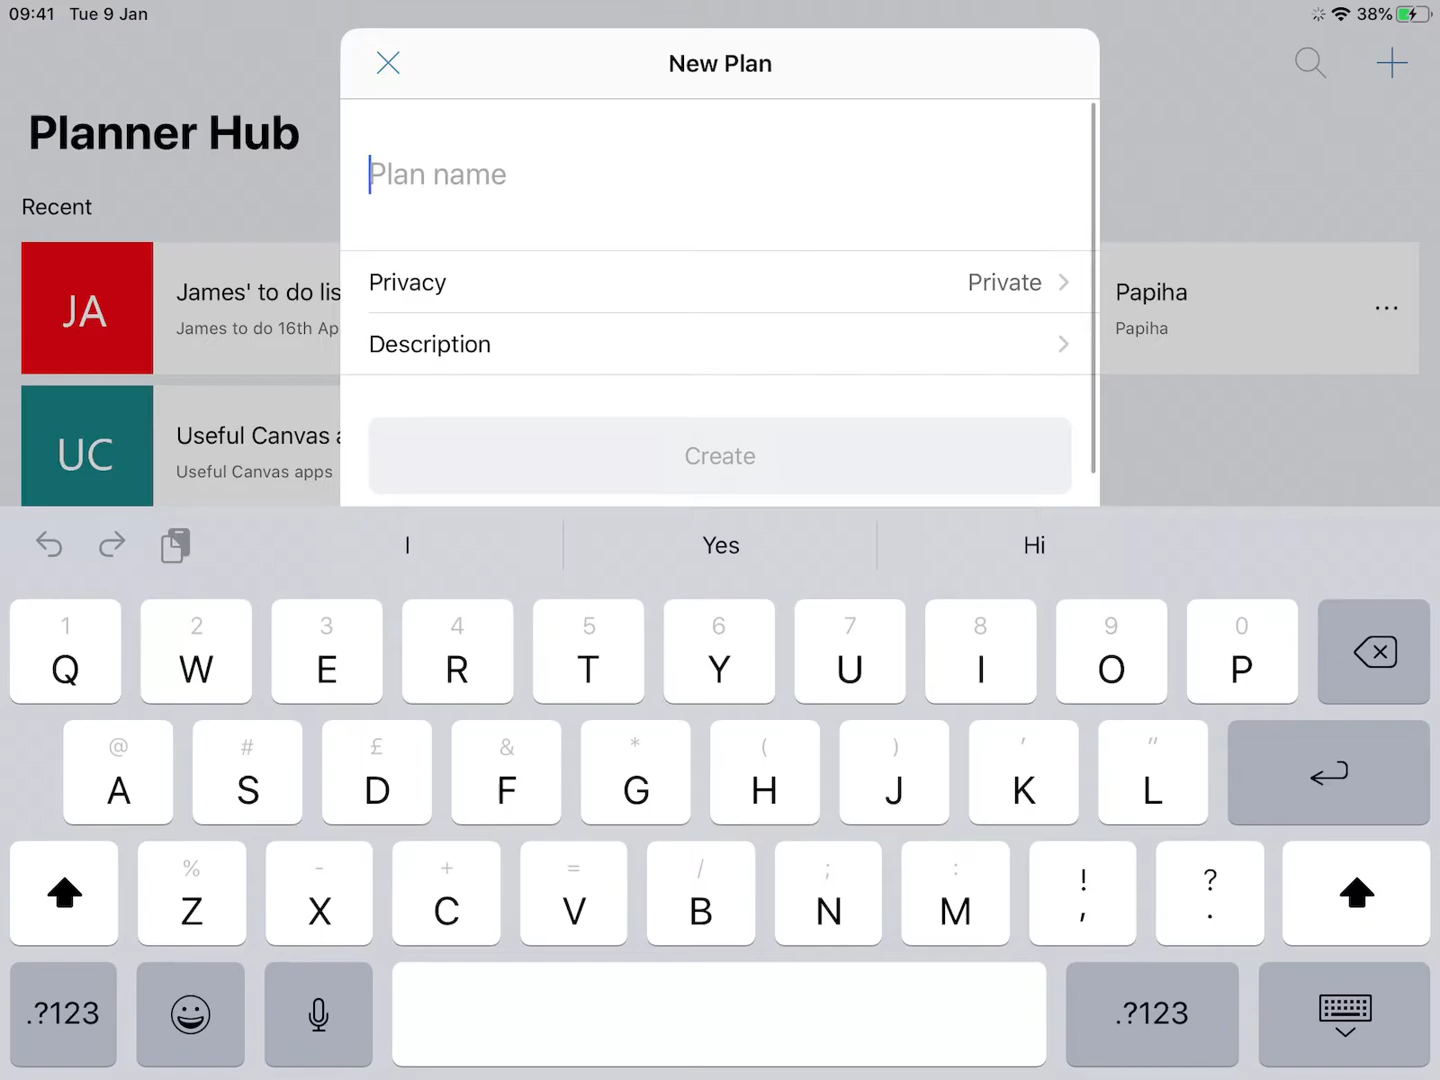 09:41 Tue 9 Jan
38%
New Plan
Planner Hub
Plan name
Recent
Privacy
Private
Description
JA
James' to do lis
James to do 16th Ap
Papiha
Papiha
...
UC
Useful Canvas a
Useful Canvas apps
Create
I
Yes
Hi
1 2 3 4 5 6 7 8 9 0
Q W E R T Y U I O P
@ # £ & * ( ) ' "
A S D F G H J K L
% - + = / ; : ! ?
Z X C V B N M , .
.?123
.?123